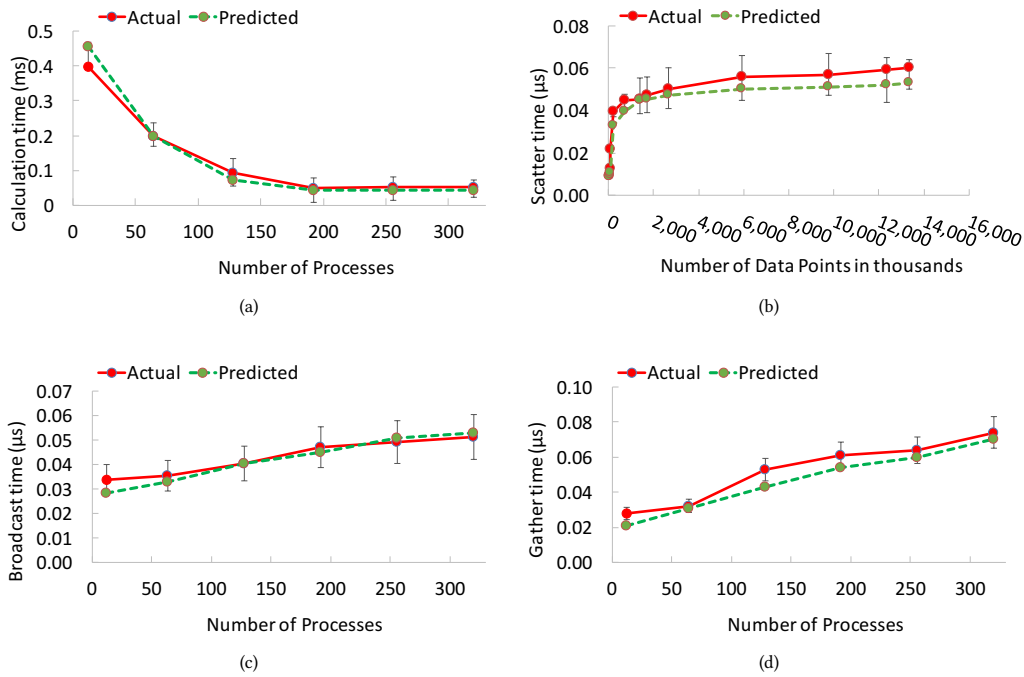 Actual Predicted
Calculation time (ms)
0.5
0.4
0.3
0.2
0.1
0
0 50 100 150 200 250 300
Number of Processes
(a)
Actual Predicted
Scatter time (µs)
0.08
0.06
0.04
0.02
0.00
0 2,000 4,000 6,000 8,000 10,000 12,000 14,000 16,000
Number of Data Points in thousands
(b)
Actual Predicted
Broadcast time (µs)
0.07
0.06
0.05
0.04
0.03
0.02
0.01
0.00
0 50 100 150 200 250 300
Number of Processes
(c)
Actual Predicted
Gather time (µs)
0.10
0.08
0.06
0.04
0.02
0.00
0 50 100 150 200 250 300
Number of Processes
(d)